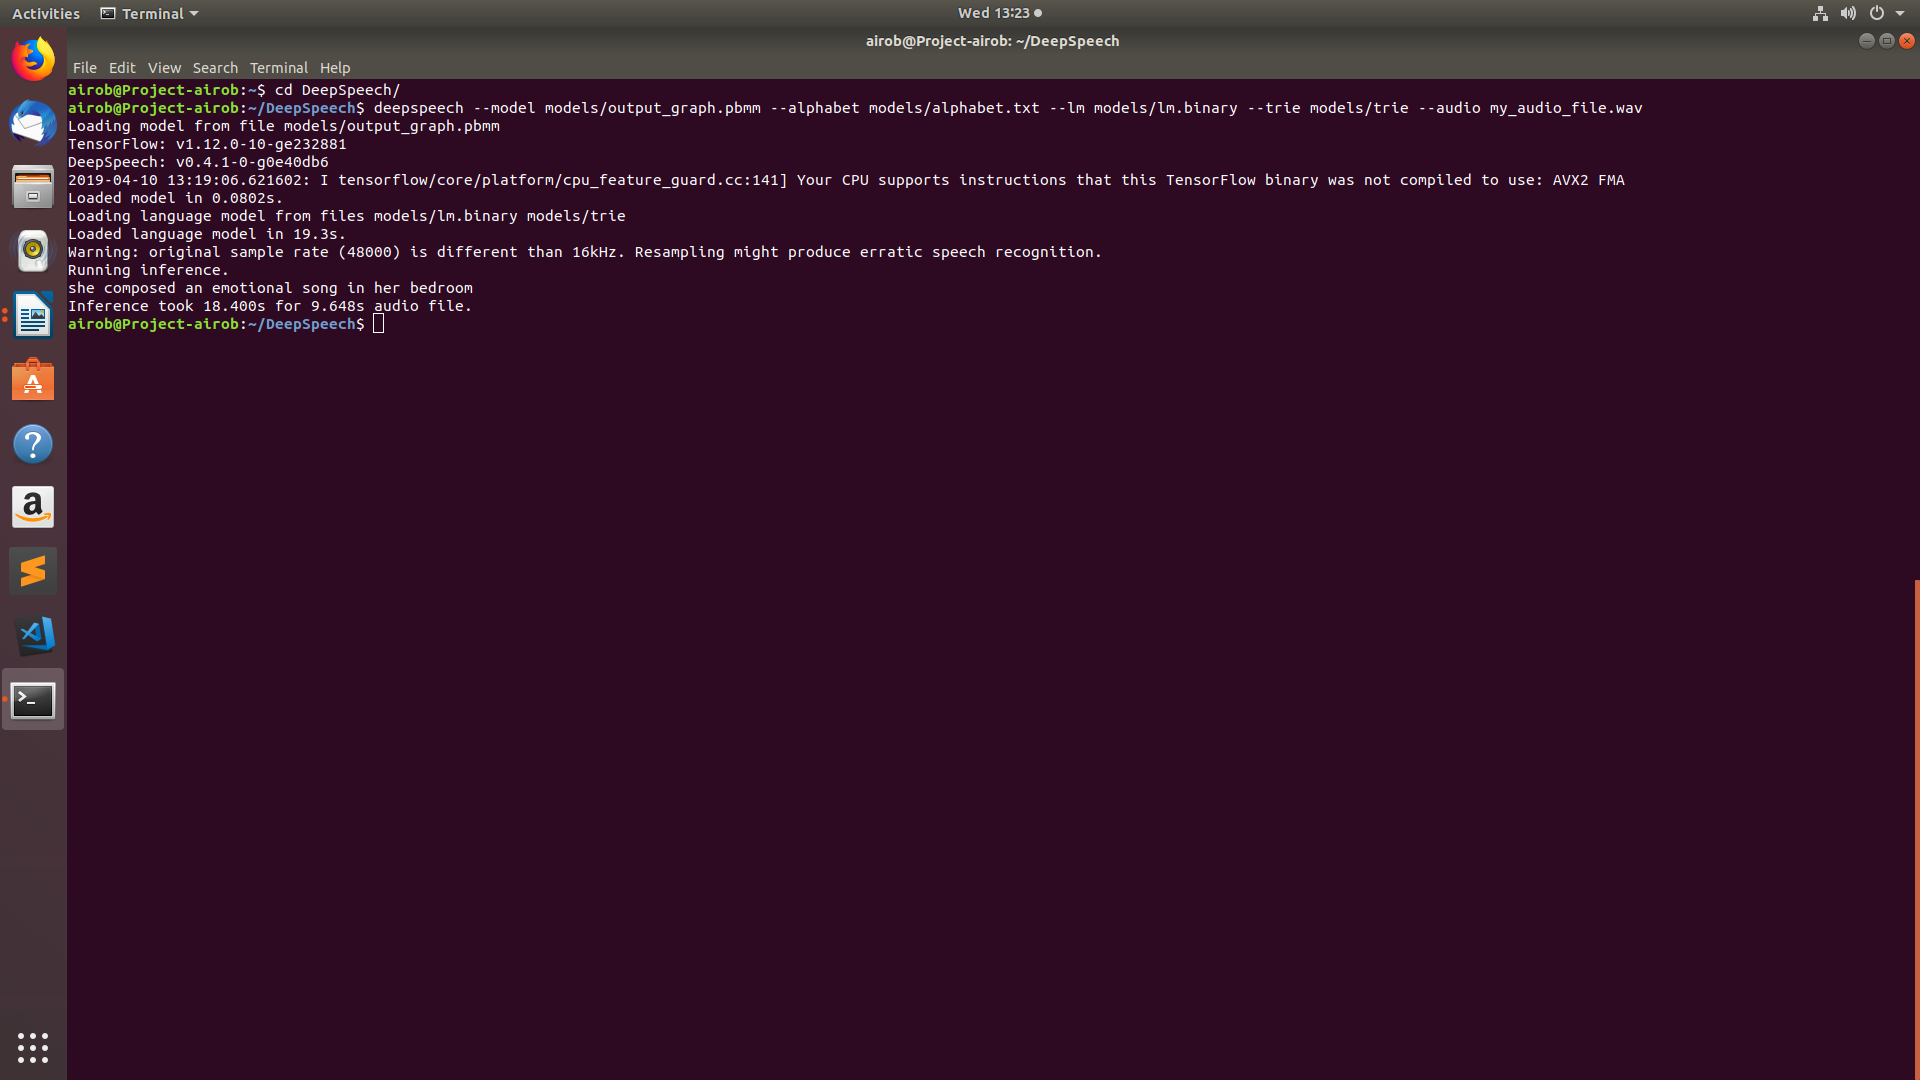 Activities Terminal Wed 13:23
airob@Project-airob: ~/DeepSpeech
File Edit View Search Terminal Help
airob@Project-airob:~$ cd DeepSpeech/
airob@Project-airob:~/DeepSpeech$ deepspeech --model models/output_graph.pbmm --alphabet models/alphabet.txt --lm models/lm.binary --trie models/trie --audio my_audio_file.wav
Loading model from file models/output_graph.pbmm
TensorFlow: v1.12.0-10-ge232881
DeepSpeech: v0.4.1-0-g0e40db6
2019-04-10 13:19:06.621602: I tensorflow/core/platform/cpu_feature_guard.cc:141] Your CPU supports instructions that this TensorFlow binary was not compiled to use: AVX2 FMA
Loaded model in 0.0802s.
Loading language model from files models/lm.binary models/trie
Loaded language model in 19.3s.
Warning: original sample rate (48000) is different than 16kHz. Resampling might produce erratic speech recognition.
Running inference.
she composed an emotional song in her bedroom
Inference took 18.400s for 9.648s audio file.
airob@Project-airob:~/DeepSpeech$